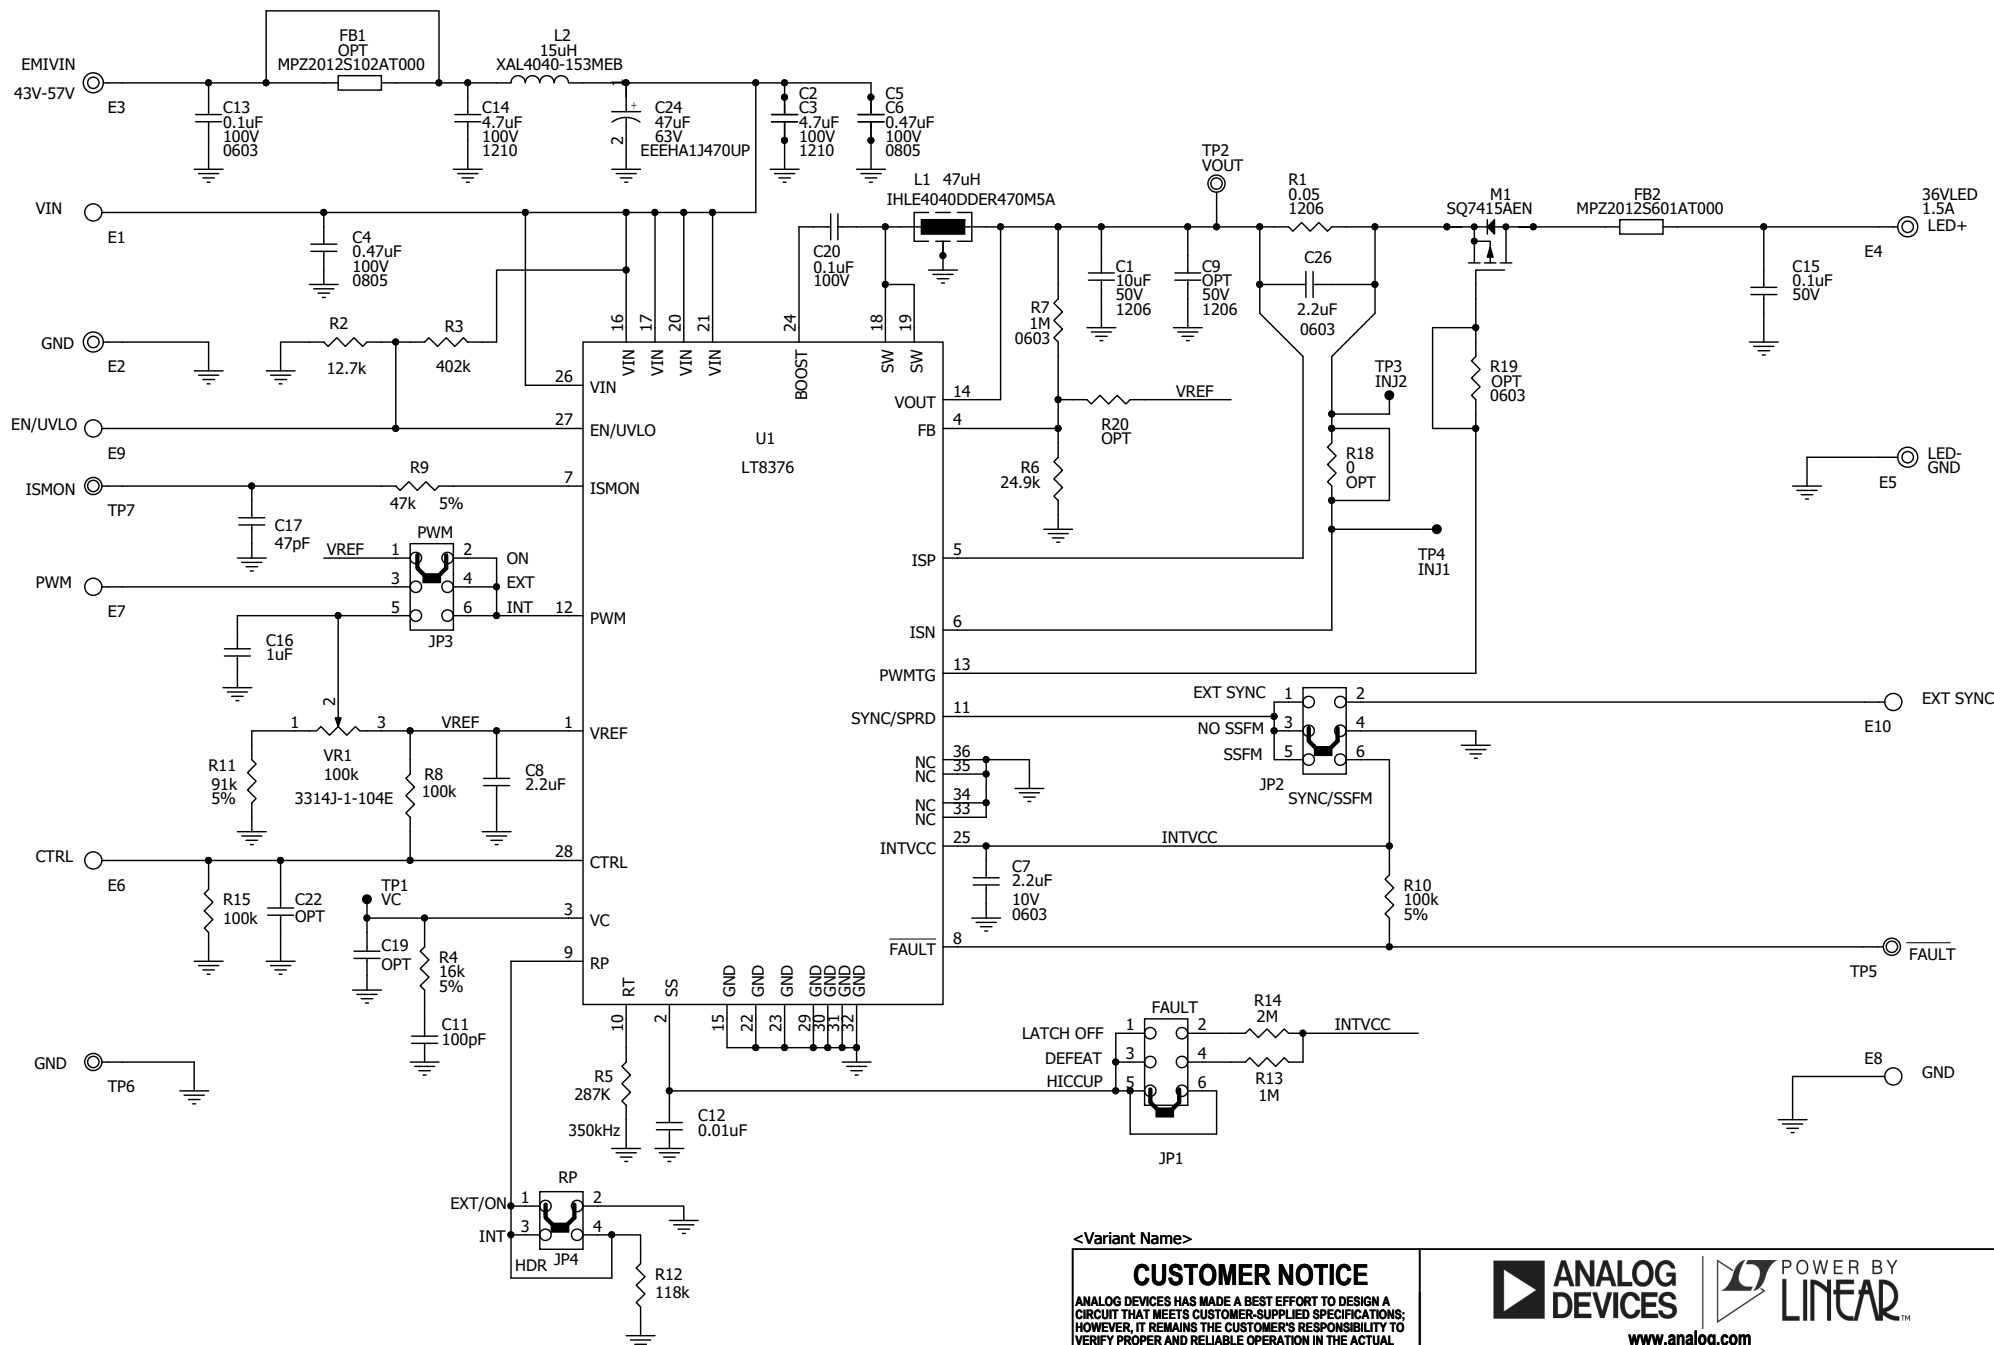 EMIVIN
43V-57V
E3
FB1
OPT
MPZ2012S102AT000
L2
15uH
XAL4040-153MEB
C13
0.1uF
100V
0603
C14
4.7uF
100V
1210
1
2
+
C24
47uF
63V
EEEHA1J470UP
C2
C3
4.7uF
100V
1210
C5
C6
0.47uF
100V
0805
VIN
E1
C4
0.47uF
100V
0805
C20
0.1uF
100V
L1 47uH
IHLE4040DDER470M5A
TP2
VOUT
R1
0.05
1206
C26
2.2uF
0603
M1
SQ7415AEN
FB2
MPZ2012S601AT000
36VLED
1.5A
LED+
E4
C15
0.1uF
50V
C1
10uF
50V
1206
C9
OPT
50V
1206
R7
1M
0603
GND
E2
R2
12.7k
R3
402k
16
17
20
21
24
18
19
VIN
VIN
VIN
VIN
BOOST
SW
SW
26
VIN
EN/UVLO
E9
27
EN/UVLO
U1
LT8376
VOUT
14
FB
4
R20
OPT
VREF
R6
24.9k
TP3
INJ2
R18
0
OPT
TP4
INJ1
R19
OPT
0603
LED-
GND
E5
ISMON
TP7
R9
47k
5%
7
ISMON
C17
47pF
PWM
VREF
1
2
ON
3
4
EXT
5
6
INT
JP3
PWM
E7
12
PWM
C16
1uF
ISP
5
ISN
6
PWMTG
13
2
1
3
VREF
1
VREF
VR1
100k
3314J-1-104E
R11
91k
5%
R8
100k
C8
2.2uF
SYNC/SPRD
11
EXT SYNC
1
2
NO SSFM
3
4
SSFM
5
6
JP2
SYNC/SSFM
EXT SYNC
E10
NC
36
NC
35
NC
34
NC
33
INTVCC
25
INTVCC
C7
2.2uF
10V
0603
R10
100k
5%
CTRL
E6
28
CTRL
R15
100k
C22
OPT
TP1
VC
3
VC
C19
OPT
R4
16k
5%
C11
100pF
9
RP
FAULT
8
TP5
FAULT
RT
SS
GND
GND
GND
GND
GND
GND
GND
10
2
15
22
23
29
30
31
32
GND
TP6
R5
287K
350kHz
C12
0.01uF
FAULT
LATCH OFF
1
2
DEFEAT
3
4
HICCUP
5
6
JP1
R14
2M
R13
1M
INTVCC
E8
GND
RP
EXT/ON
1
2
INT
3
4
HDR
JP4
R12
118k
<Variant Name>
CUSTOMER NOTICE
ANALOG DEVICES HAS MADE A BEST EFFORT TO DESIGN A
CIRCUIT THAT MEETS CUSTOMER-SUPPLIED SPECIFICATIONS;
HOWEVER, IT REMAINS THE CUSTOMER'S RESPONSIBILITY TO
VERIFY PROPER AND RELIABLE OPERATION IN THE ACTUAL
ANALOG
DEVICES
POWER BY
LINEAR™
www.analog.com